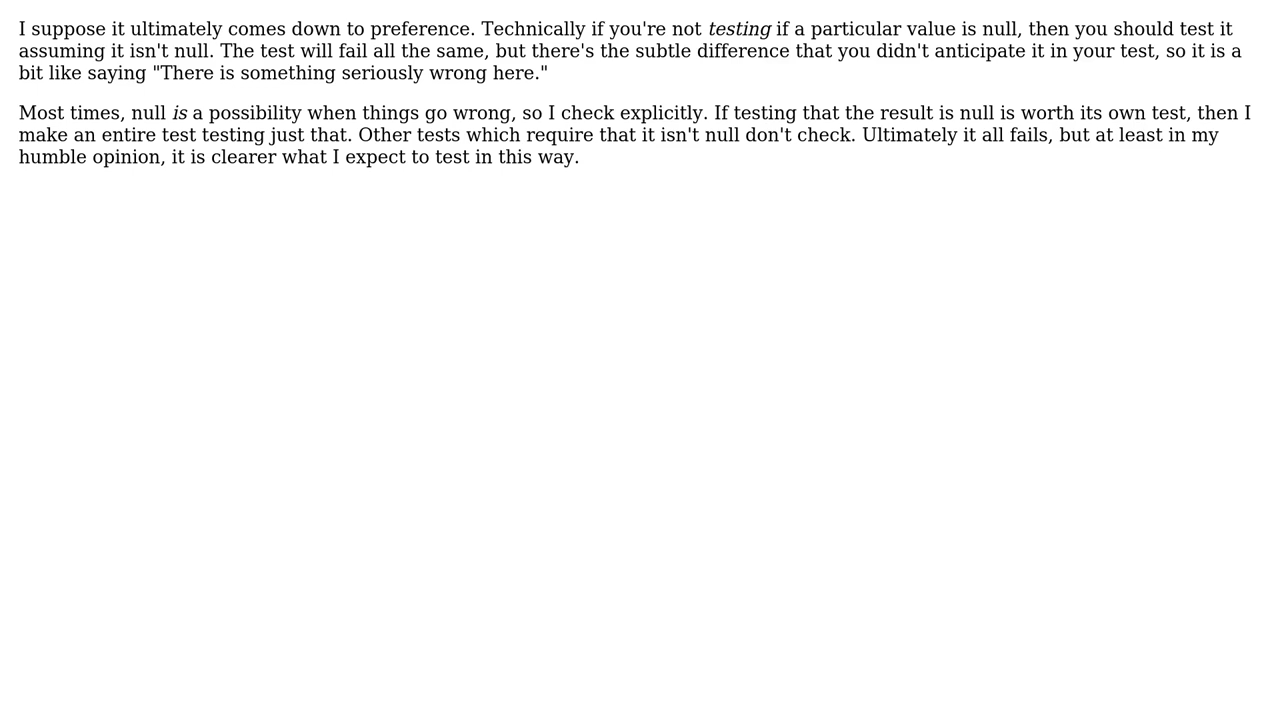 I suppose it ultimately comes down to preference. Technically if you're not testing if a particular value is null, then you should test it
assuming it isn't null. The test will fail all the same, but there's the subtle difference that you didn't anticipate it in your test, so it is a
bit like saying "There is something seriously wrong here."
Most times, null is a possibility when things go wrong, so I check explicitly. If testing that the result is null is worth its own test, then I
make an entire test testing just that. Other tests which require that it isn't null don't check. Ultimately it all fails, but at least in my
humble opinion, it is clearer what I expect to test in this way.